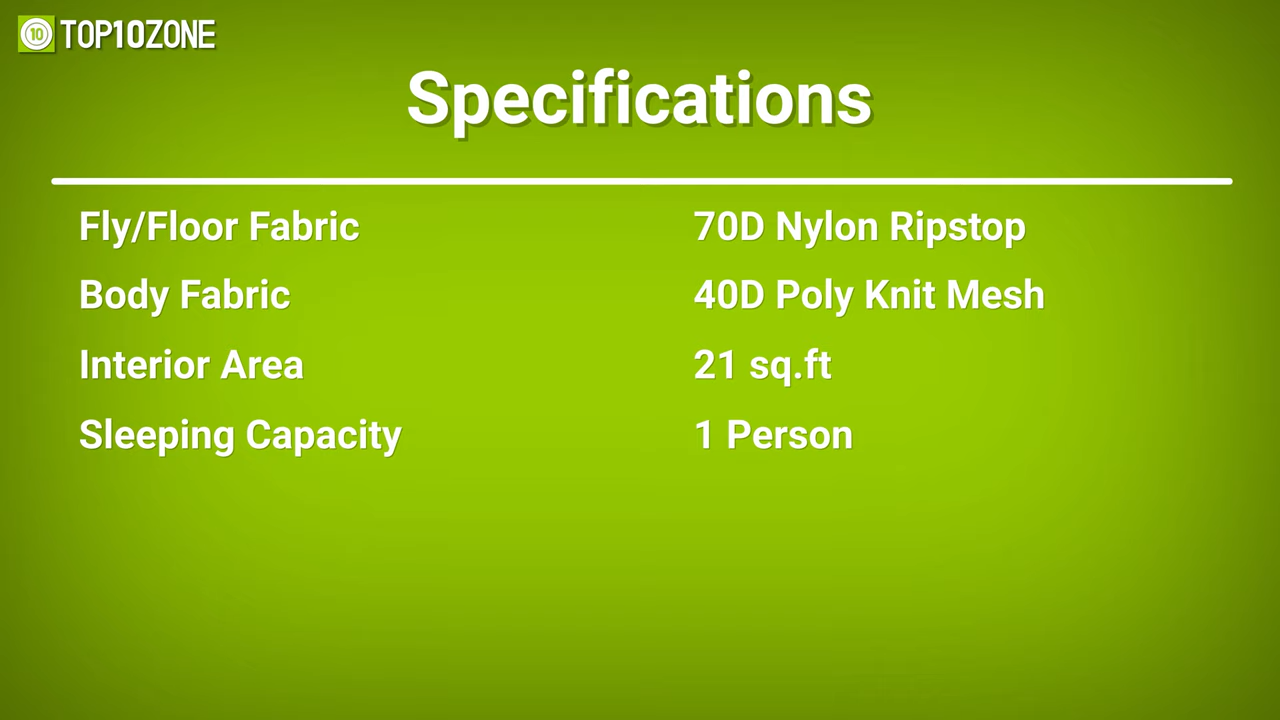 TOP10ZONE
Specifications
Fly/Floor Fabric 70D Nylon Ripstop
Body Fabric 40D Poly Knit Mesh
Interior Area 21 sq.ft
Sleeping Capacity 1 Person